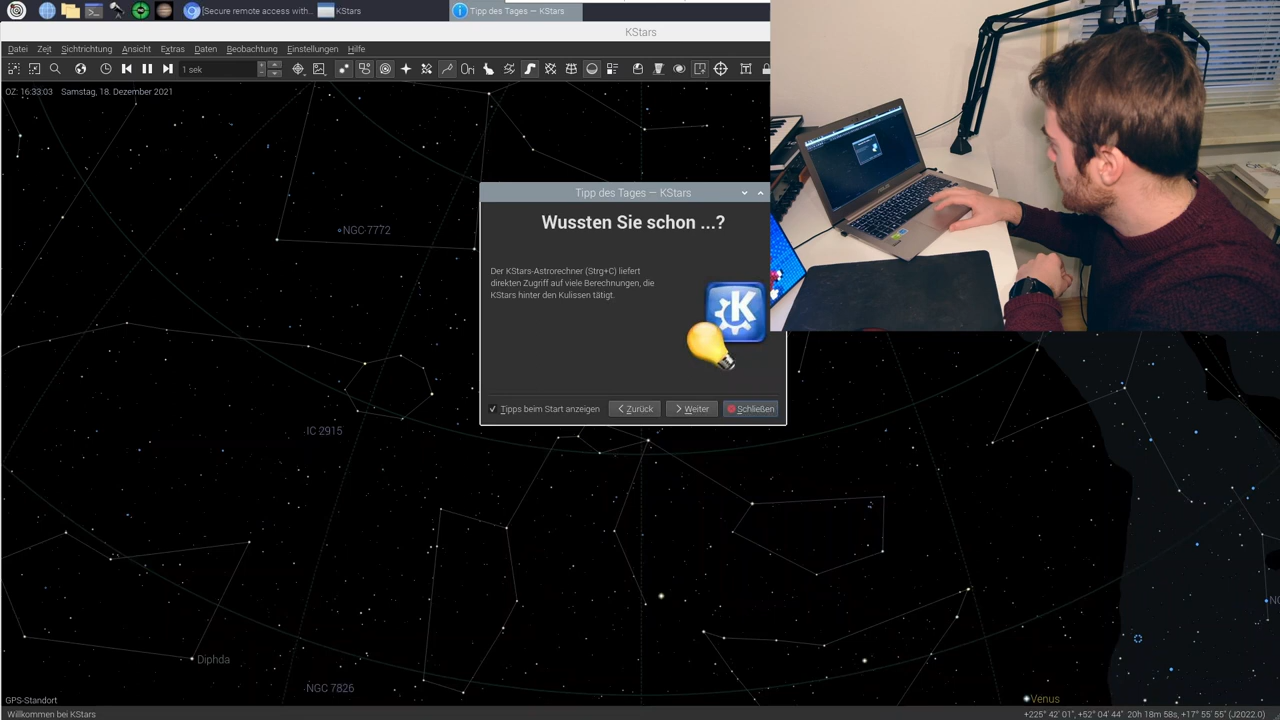 [Secure remote access with...
KStars
Tipp des Tages — KStars
KStars
Datei Zeit Sichtrichtung Ansicht Extras Daten Beobachtung Einstellungen Hilfe
1 sek
OZ: 16:33:03 Samstag, 18. Dezember 2021
NGC 7772
Tipp des Tages — KStars
Wussten Sie schon ...?
Der KStars-Astrorechner (Strg+C) liefert
direkten Zugriff auf viele Berechnungen, die
KStars hinter den Kulissen tätigt.
K
Tipps beim Start anzeigen
Zurück
Weiter
Schließen
IC 2915
Diphda
NGC 7826
Venus
GPS-Standort
Willkommen bei KStars
+225° 42' 01", +52° 04' 44" 20h 18m 58s, +17° 55' 55" (J2022.0)